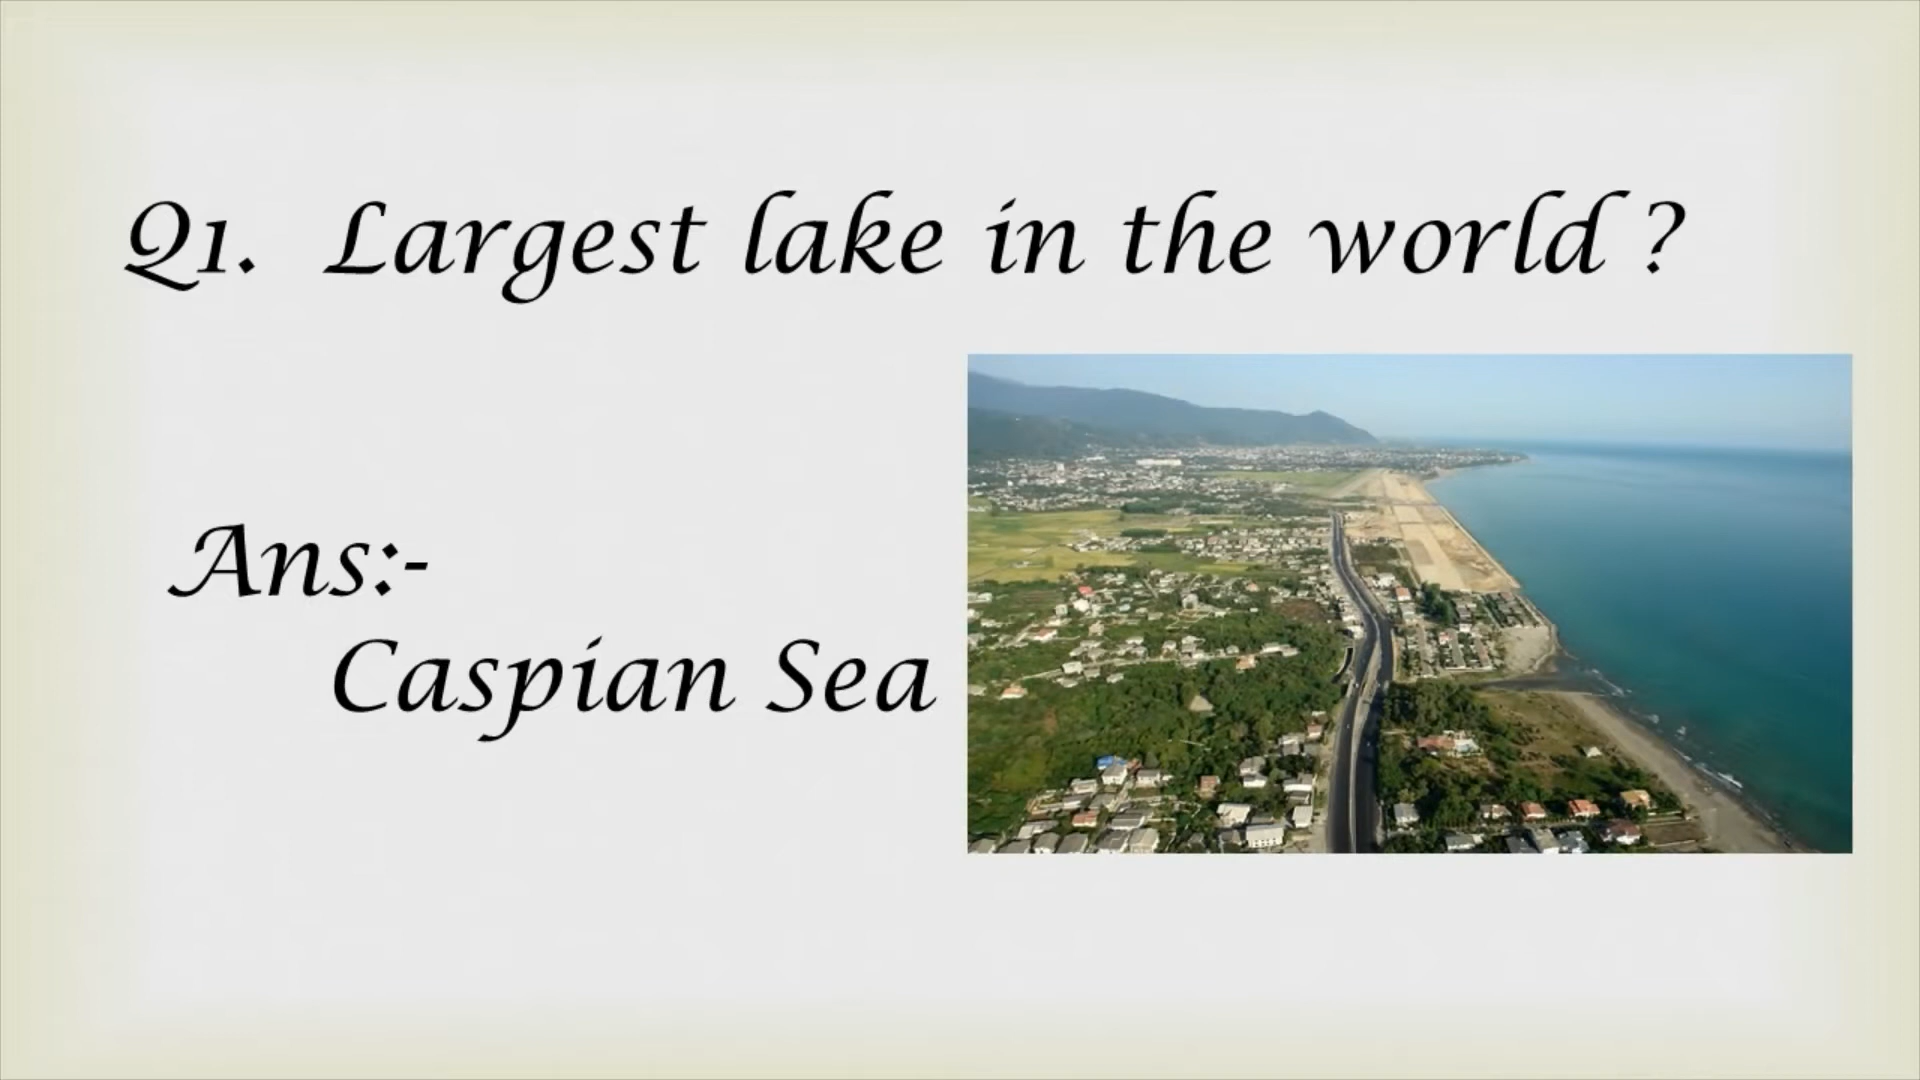 Q1. Largest lake in the world ?
Ans:-
Caspian Sea